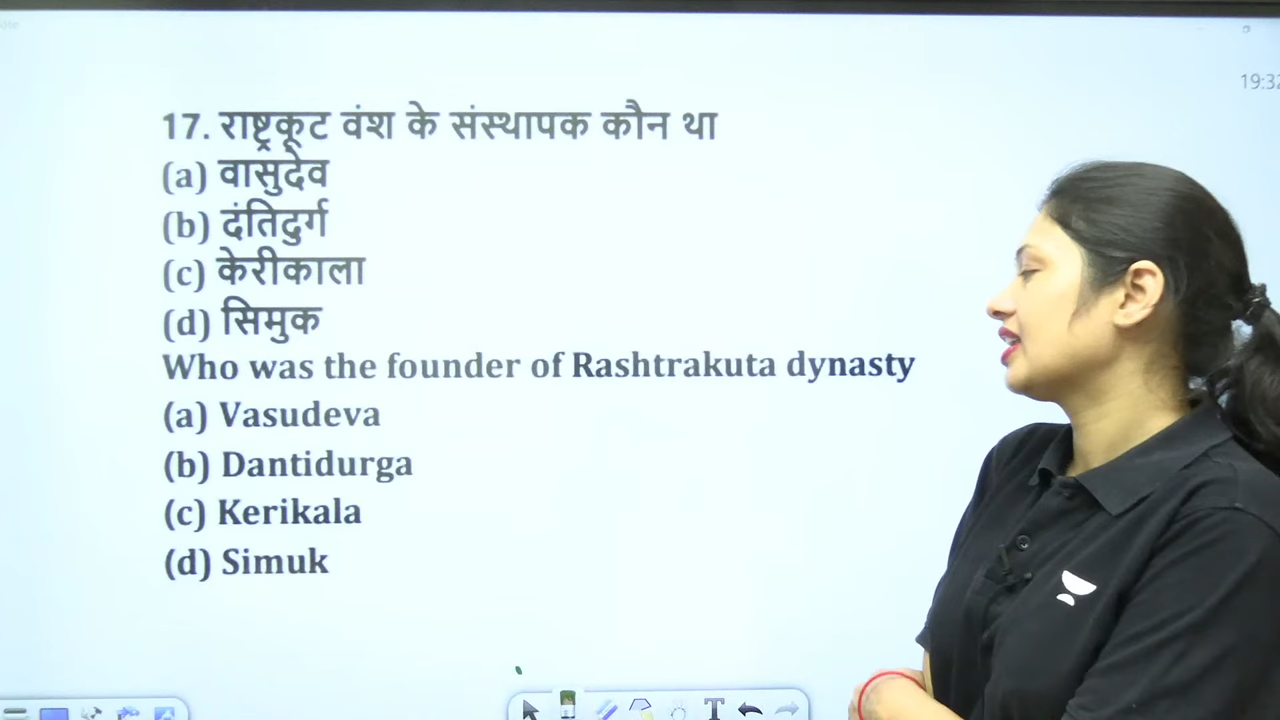 19:32
17. राष्ट्रकूट वंश के संस्थापक कौन था
(a) वासुदेव
(b) दंतिदुर्ग
(c) केरीकाला
(d) सिमुक
Who was the founder of Rashtrakuta dynasty
(a) Vasudeva
(b) Dantidurga
(c) Kerikala
(d) Simuk
T